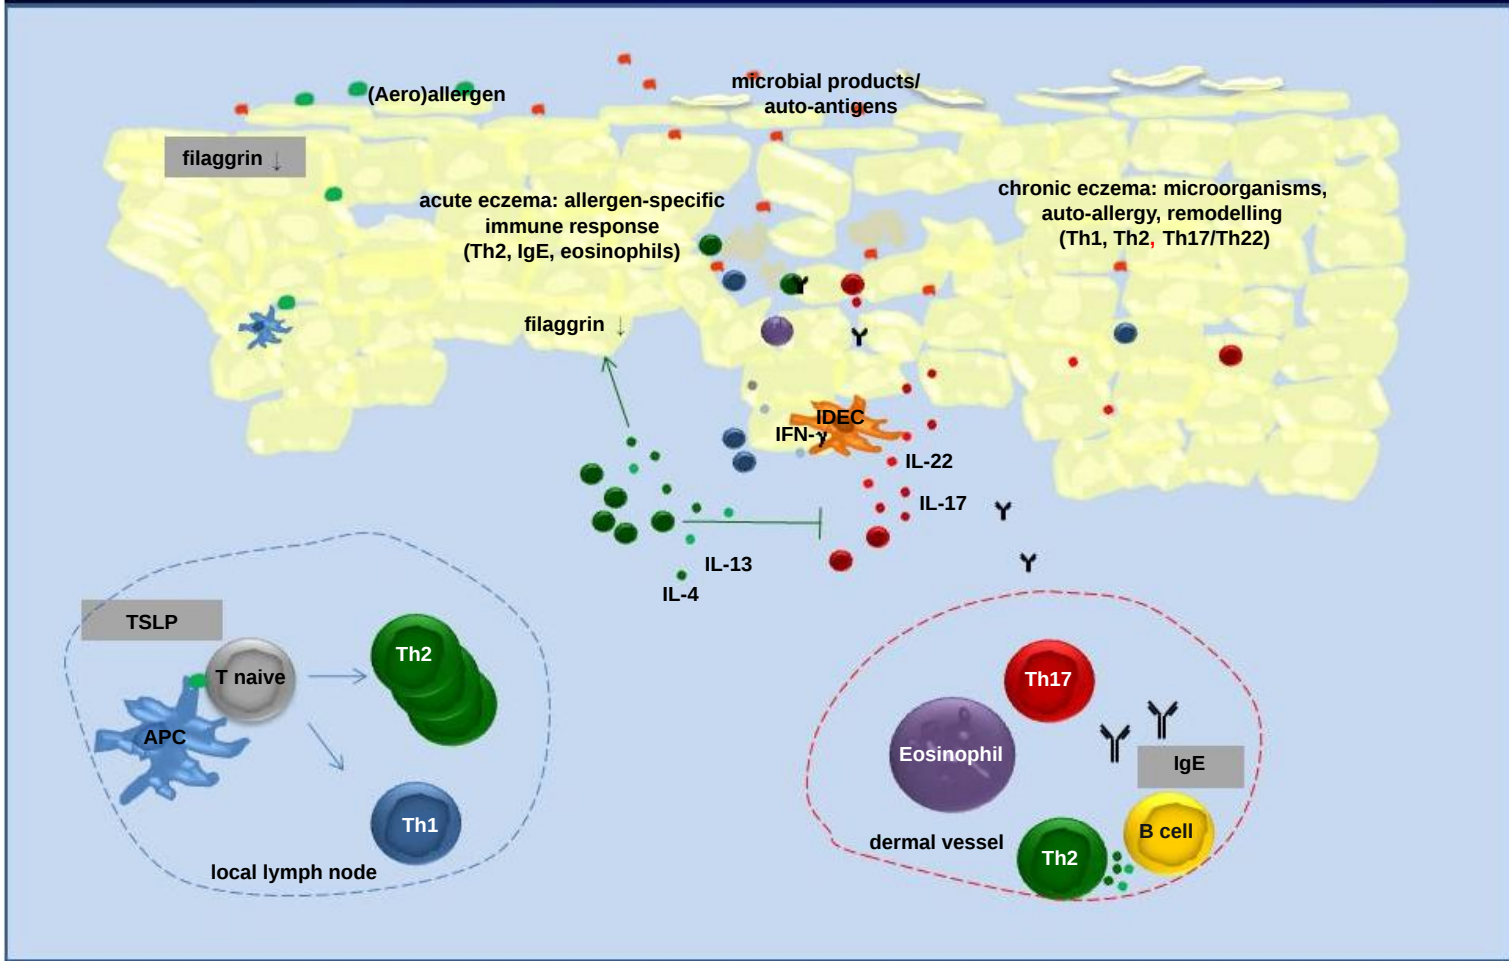 (Aero)allergen
microbial products/
auto-antigens
filaggrin ↓
acute eczema: allergen-specific
immune response
(Th2, IgE, eosinophils)
chronic eczema: microorganisms,
auto-allergy, remodelling
(Th1, Th2, Th17/Th22)
filaggrin ↓
IDEC
IFN-γ
IL-22
IL-17
IL-13
IL-4
TSLP
T naive
Th2
APC
Th1
local lymph node
Th17
Eosinophil
IgE
B cell
dermal vessel
Th2